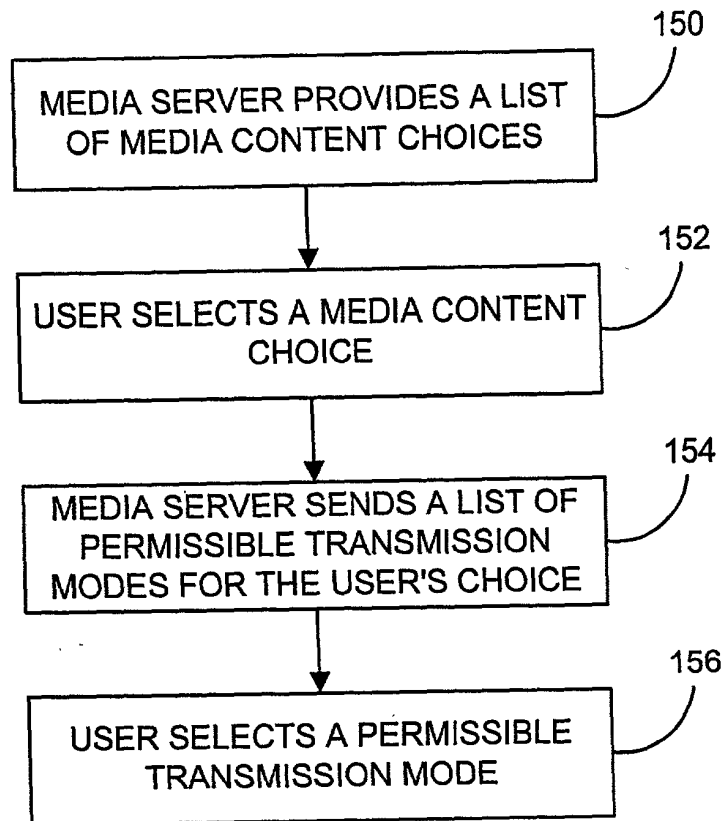 150
MEDIA SERVER PROVIDES A LIST
OF MEDIA CONTENT CHOICES
152
USER SELECTS A MEDIA CONTENT
CHOICE
154
MEDIA SERVER SENDS A LIST OF
PERMISSIBLE TRANSMISSION
MODES FOR THE USER'S CHOICE
156
USER SELECTS A PERMISSIBLE
TRANSMISSION MODE